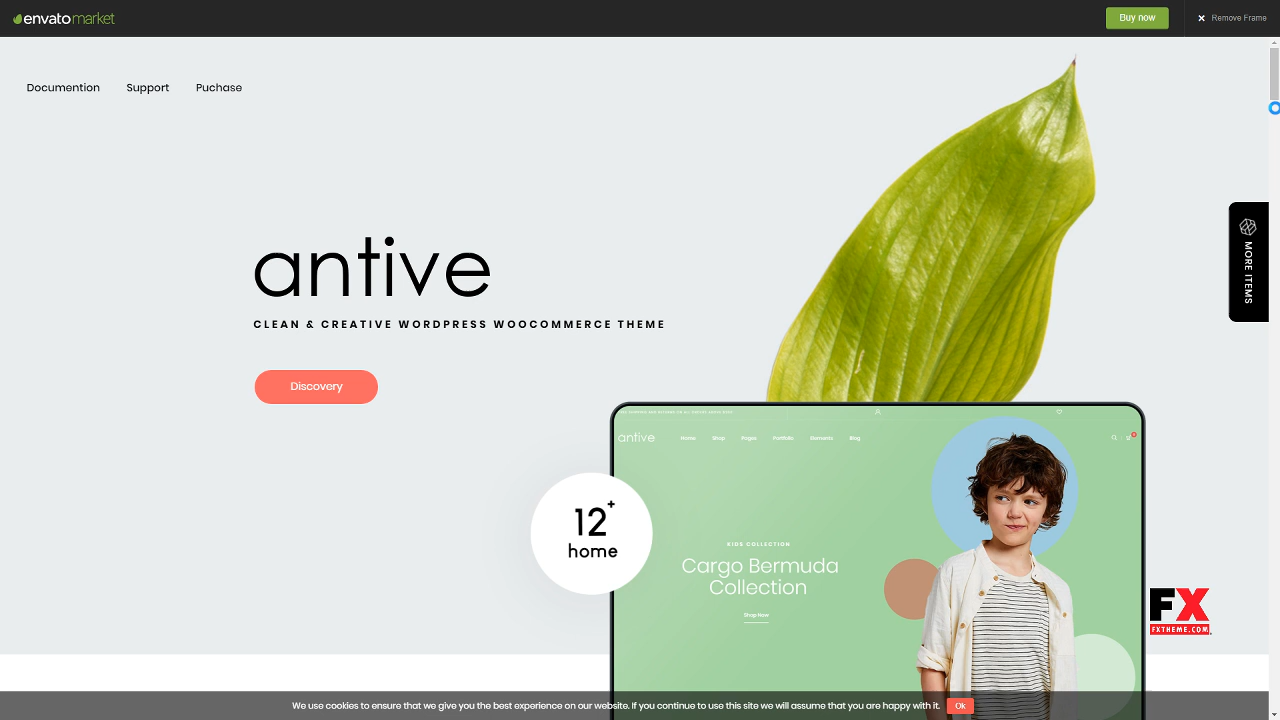 envato market
Buy now
Remove Frame
Documention
Support
Puchase
antive
CLEAN & CREATIVE WORDPRESS WOOCOMMERCE THEME
Discovery
MORE ITEMS
antive
Home
Shop
Pages
Portfolio
Elements
Blog
12+
home
KIDS COLLECTION
Cargo Bermuda
Collection
Shop Now
FX
FXTHEME.COM
We use cookies to ensure that we give you the best experience on our website. If you continue to use this site we will assume that you are happy with it.
Ok